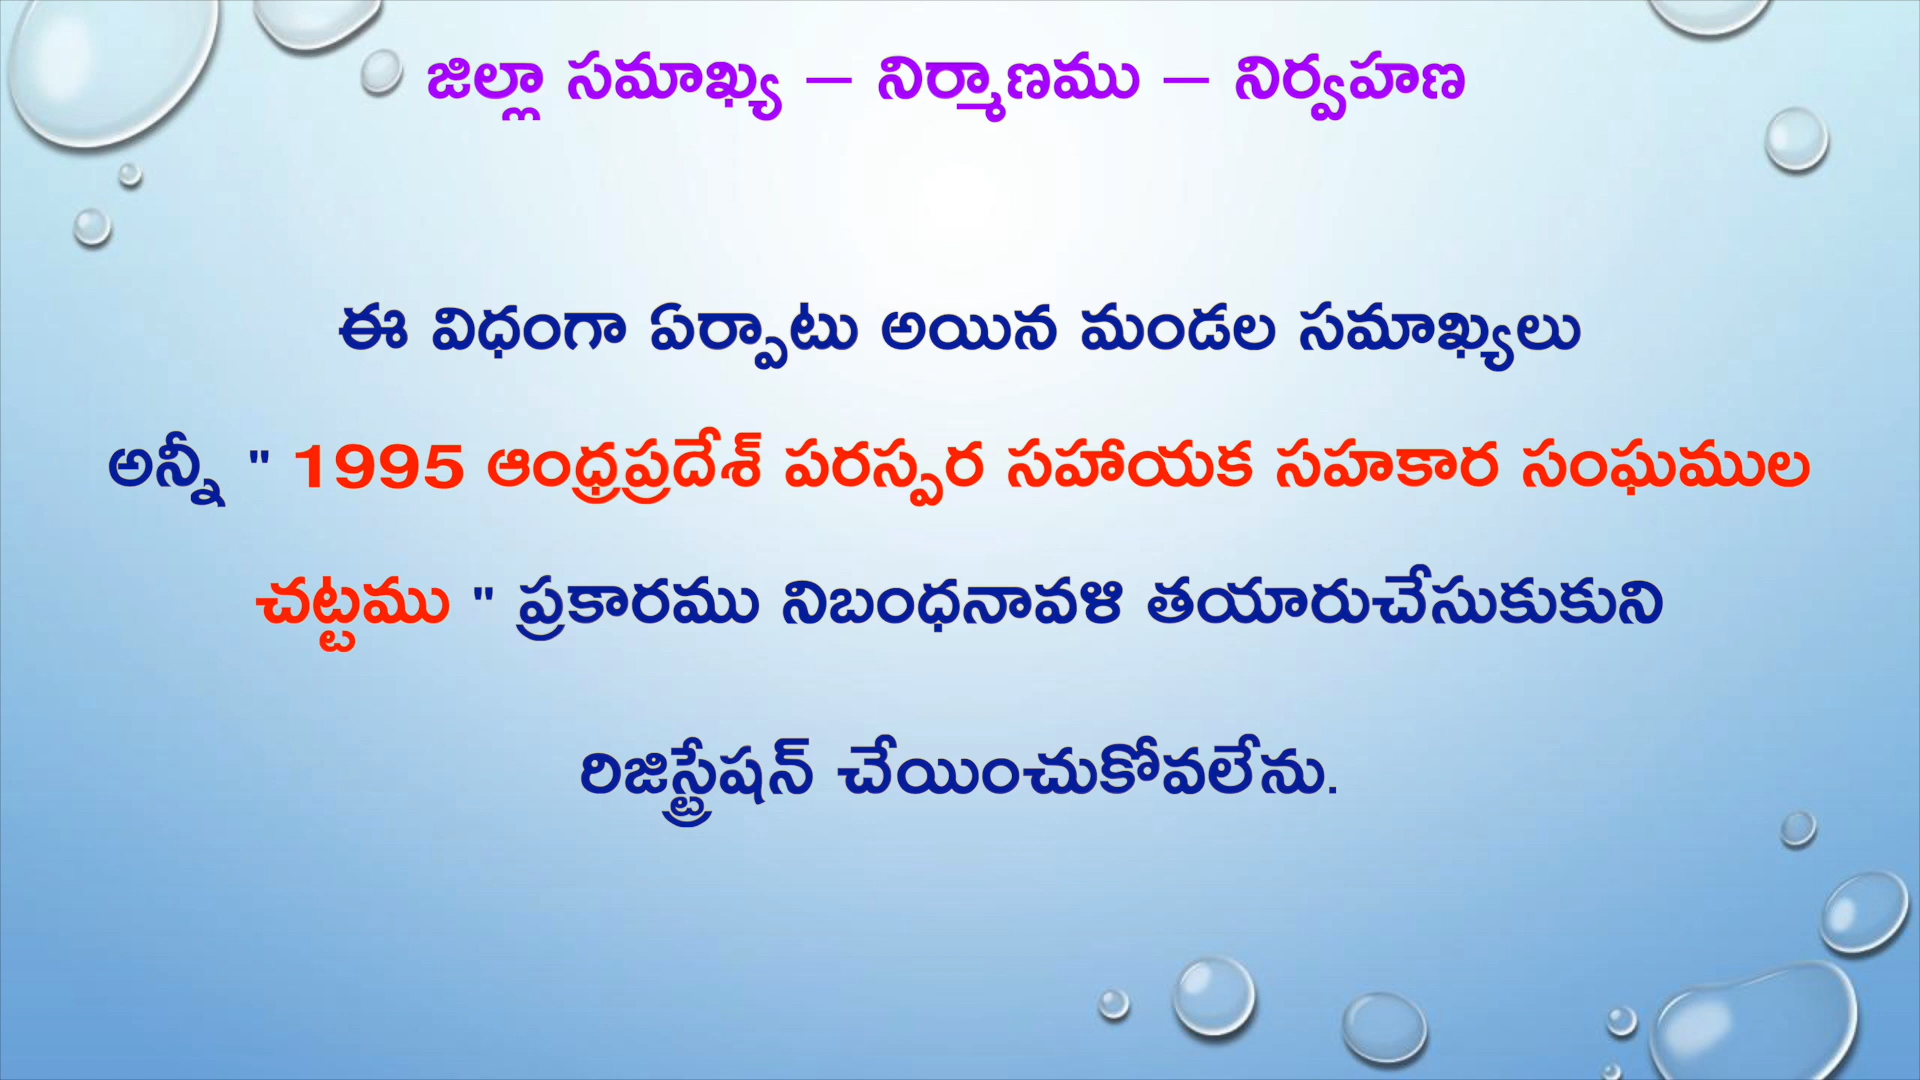 జిల్లా సమాఖ్య – నిర్మాణము – నిర్వహణ
ఈ విధంగా ఏర్పాటు అయిన మండల సమాఖ్యలు
అన్నీ " 1995 ఆంధ్రప్రదేశ్ పరస్పర సహాయక సహకార సంఘముల
చట్టము " ప్రకారము నిబంధనావళి తయారుచేసుకుకుని
రిజిస్ట్రేషన్ చేయించుకోవలేను.